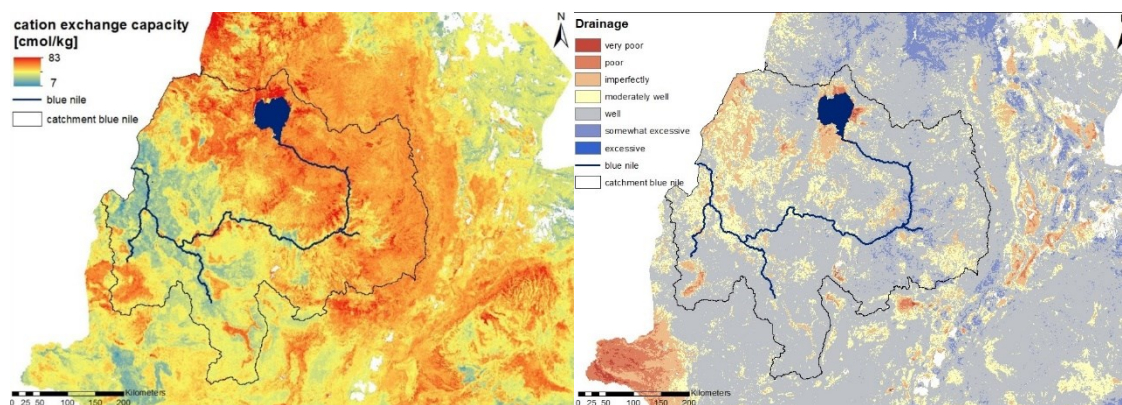 cation exchange capacity
[cmol/kg]
83
7
blue nile
catchment blue nile
N
Kilometers
0 25 50 100 150 200
Drainage
very poor
poor
imperfectly
moderately well
well
somewhat excessive
excessive
blue nile
catchment blue nile
Kilometers
0 25 50 100 150 200